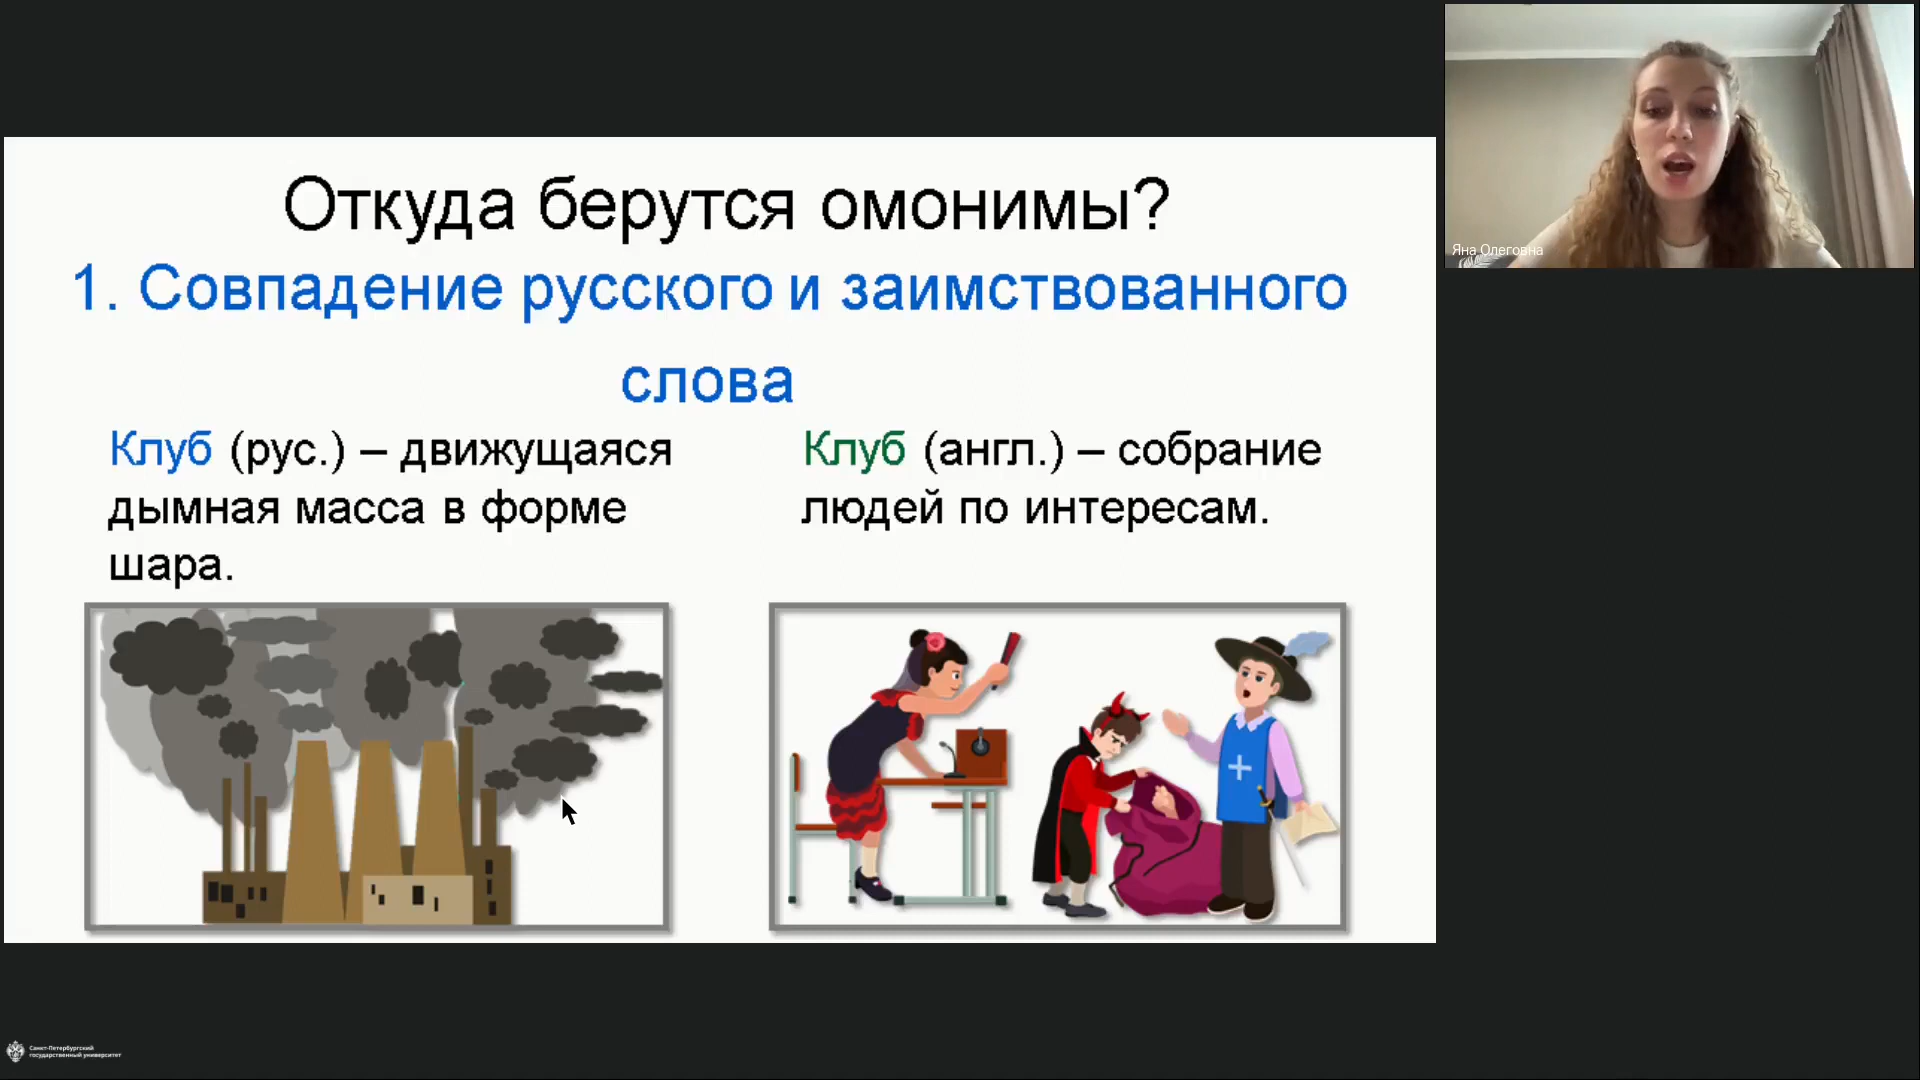 Откуда берутся омонимы?
1. Совпадение русского и заимствованного
слова
Клуб (рус.) – движущаяся
дымная масса в форме
шара.
Клуб (англ.) – собрание
людей по интересам.
Яна Олеговна
Санкт-Петербургский
государственный университет